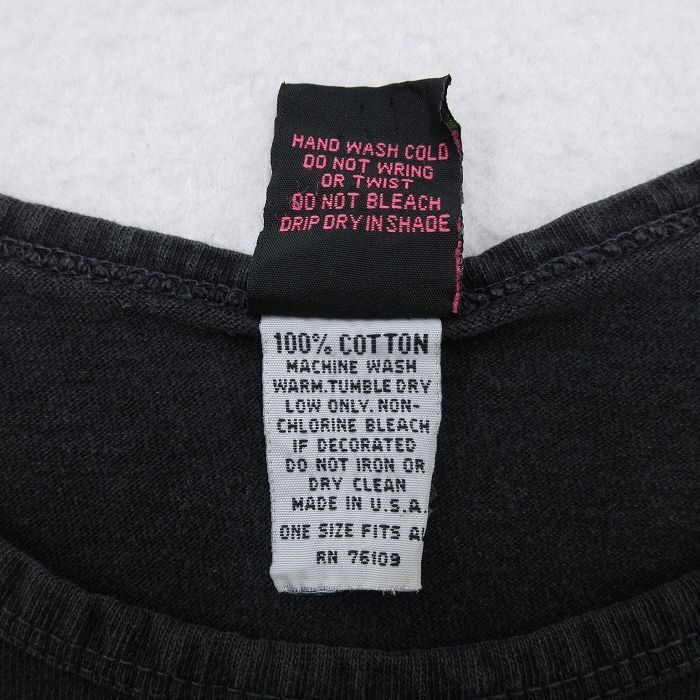 HAND WASH COLD
DO NOT WRING
OR TWIST
DO NOT BLEACH
DRIP DRY IN SHADE
100% COTTON
MACHINE WASH
WARM.TUMBLE DRY
LOW ONLY. NON-
CHLORINE BLEACH
IF DECORATED
DO NOT IRON OR
DRY CLEAN
MADE IN U.S.A.
ONE SIZE FITS
RN 76109